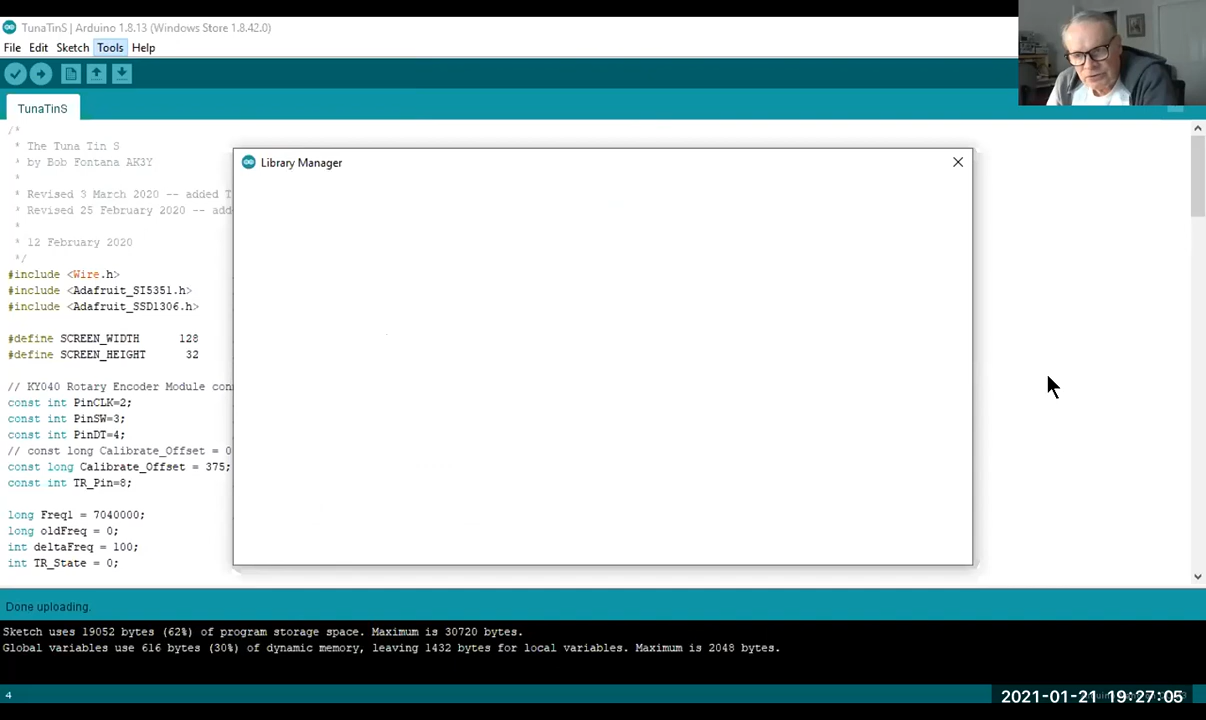 TunaTinS | Arduino 1.8.13 (Windows Store 1.8.42.0)
File Edit Sketch Tools Help
TunaTinS
/*
* The Tuna Tin S
* by Bob Fontana AK3Y
*
* Revised 3 March 2020 -- added
* Revised 25 February 2020 --
*
* 12 February 2020
*/
#include <Wire.h>
#include <Adafruit_SI5351.h>
#include <Adafruit_SSD1306.h>
#define SCREEN_WIDTH 128
#define SCREEN_HEIGHT 32
// KY040 Rotary Encoder Module
const int PinCLK=2;
const int PinSW=3;
const int PinDT=4;
// const long Calibrate_Offset = 0
const long Calibrate_Offset = 375;
const int TR_Pin=8;
long Freq1 = 7040000;
long oldFreq = 0;
int deltaFreq = 100;
int TR_State = 0;
Library Manager
Done uploading.
Sketch uses 19052 bytes (62%) of program storage space. Maximum is 30720 bytes.
Global variables use 616 bytes (30%) of dynamic memory, leaving 1432 bytes for local variables. Maximum is 2048 bytes.
4
2021-01-21 19:27:05